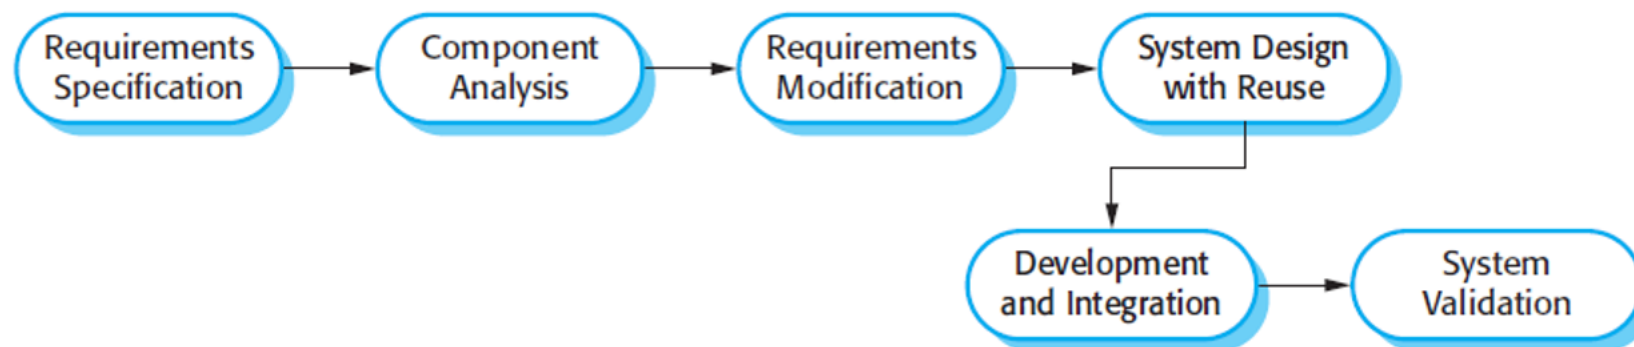 Requirements
Specification
Component
Analysis
Requirements
Modification
System Design
with Reuse
Development
and Integration
System
Validation